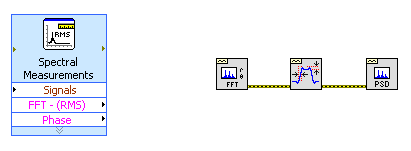 RMS
Spectral
Measurements
Signals
FFT - (RMS)
Phase
r
θ
FFT
PSD